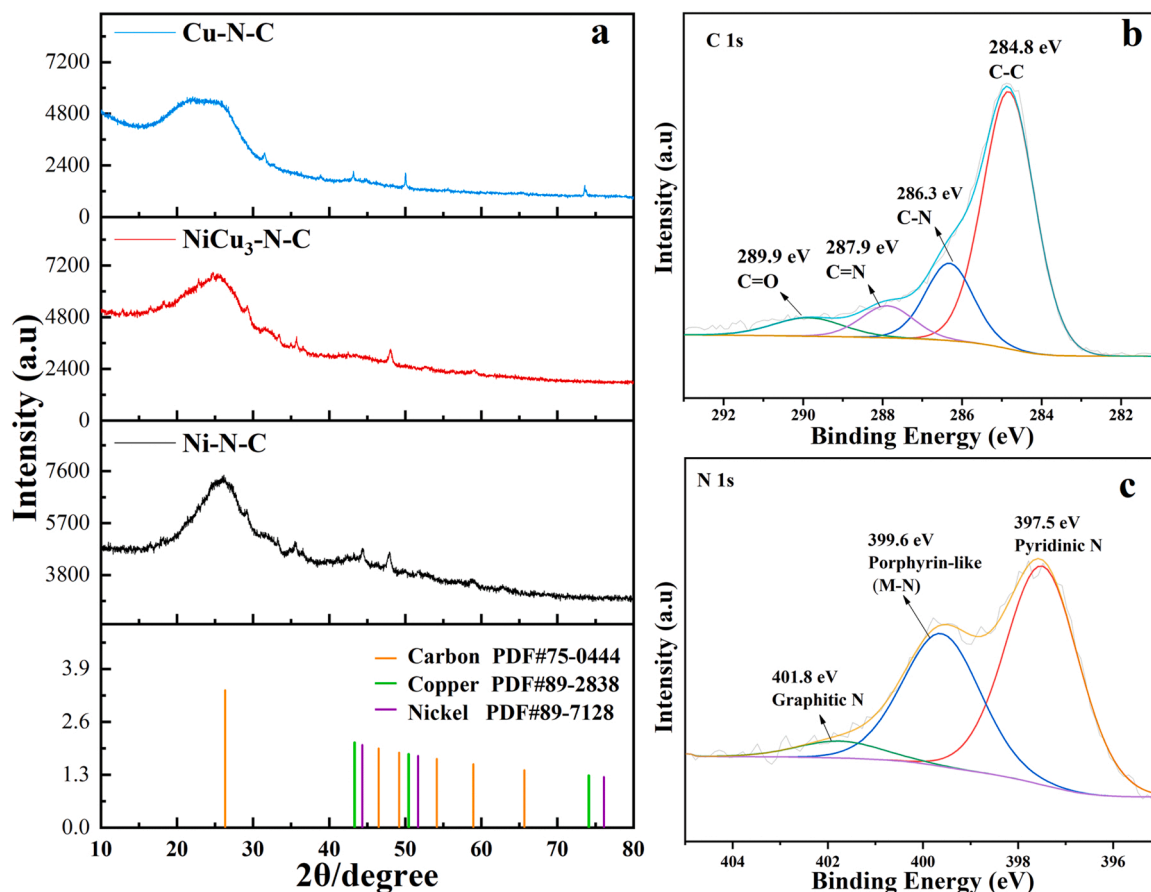 a
Cu-N-C
7200
4800
2400
0
NiCu₃-N-C
7200
4800
2400
0
Ni-N-C
7600
5700
3800
Carbon PDF#75-0444
Copper PDF#89-2838
Nickel PDF#89-7128
3.9
2.6
1.3
0.0
10 20 30 40 50 60 70 80
2θ/degree
Intensity (a.u)
b
C 1s
284.8 eV
C-C
286.3 eV
C-N
287.9 eV
C=N
289.9 eV
C=O
292 290 288 286 284 282
Binding Energy (eV)
Intensity (a.u)
c
N 1s
397.5 eV
Pyridinic N
399.6 eV
Porphyrin-like
(M-N)
401.8 eV
Graphitic N
404 402 400 398 396
Binding Energy (eV)
Intensity (a.u)